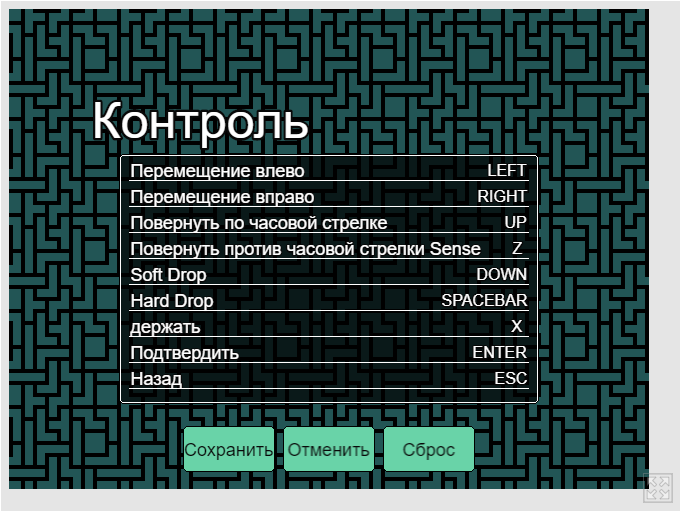 Контроль
Перемещение влево LEFT
Перемещение вправо RIGHT
Повернуть по часовой стрелке UP
Повернуть против часовой стрелки Sense Z
Soft Drop DOWN
Hard Drop SPACEBAR
держать X
Подтвердить ENTER
Назад ESC
Сохранить Отменить Сброс